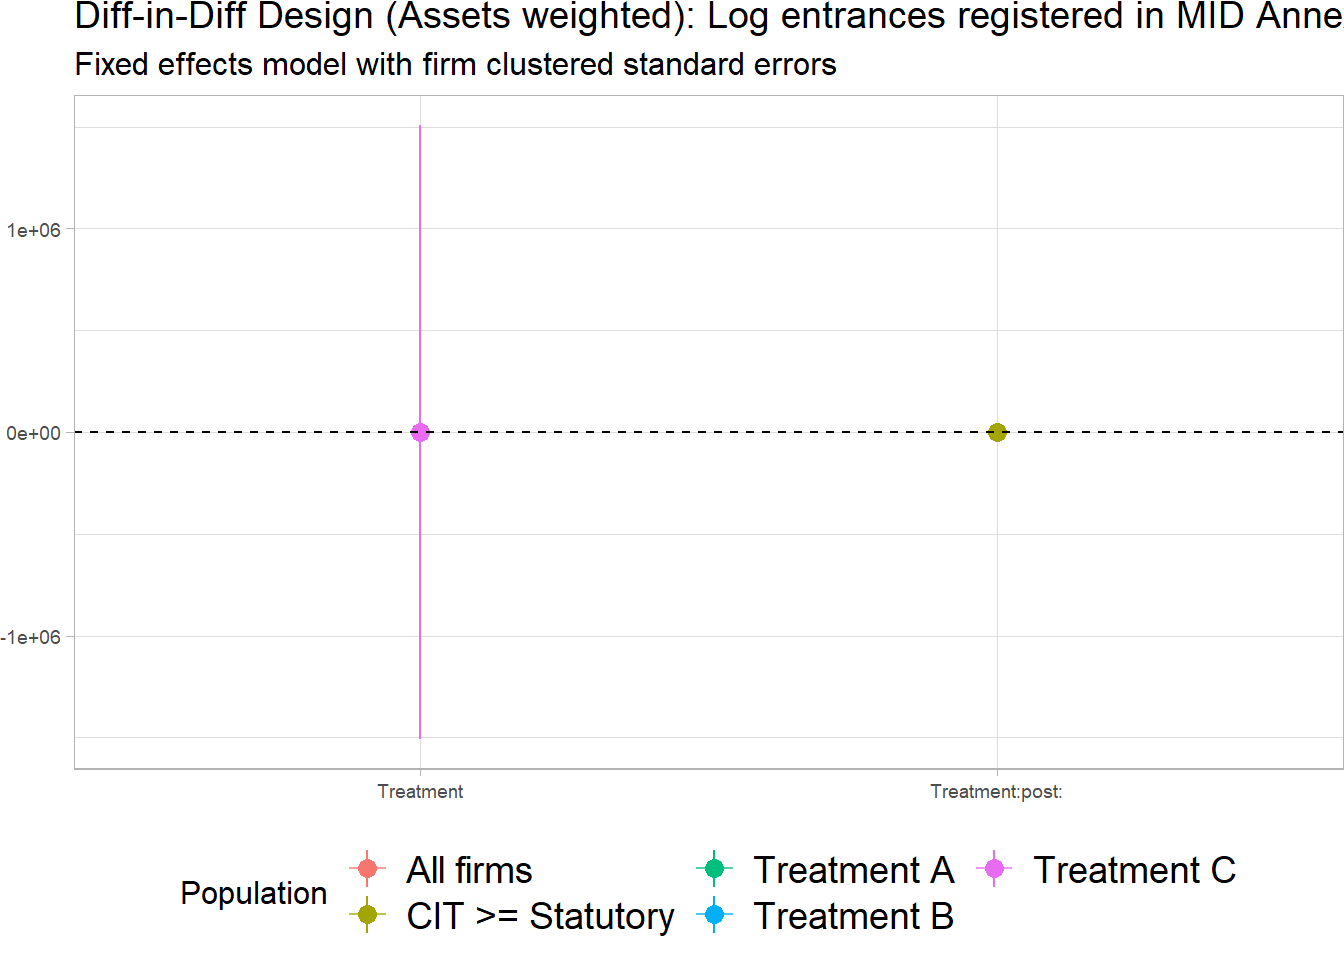 Diff-in-Diff Design (Assets weighted): Log entrances registered in MID Anne
Fixed effects model with firm clustered standard errors
1e+06
0e+00
-1e+06
Treatment
Treatment:post:
Population
All firms
CIT >= Statutory
Treatment A
Treatment B
Treatment C